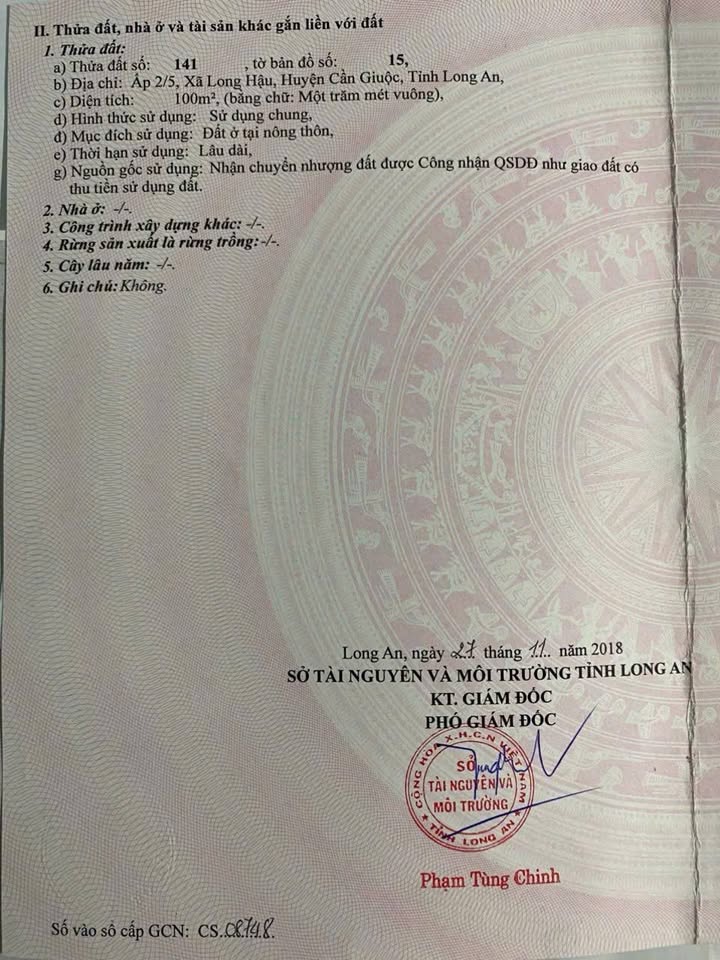 II. Thửa đất, nhà ở và tài sản khác gắn liền với đất
1. Thửa đất:
a) Thửa đất số: 141 , tờ bản đồ số: 15,
b) Địa chỉ: Ấp 2/5, Xã Long Hậu, Huyện Cần Giuộc, Tỉnh Long An,
c) Diện tích: 100m², (bằng chữ: Một trăm mét vuông),
d) Hình thức sử dụng: Sử dụng chung,
đ) Mục đích sử dụng: Đất ở tại nông thôn,
e) Thời hạn sử dụng: Lâu dài,
g) Nguồn gốc sử dụng: Nhận chuyển nhượng đất được Công nhận QSDĐ như giao đất có
thu tiền sử dụng đất.
2. Nhà ở: -/-.
3. Công trình xây dựng khác: -/-.
4. Rừng sản xuất là rừng trồng:-/-.
5. Cây lâu năm: -/-.
6. Ghi chú: Không.
Long An, ngày 27 tháng 11.. năm 2018
SỞ TÀI NGUYÊN VÀ MÔI TRƯỜNG TỈNH LONG AN
KT. GIÁM ĐỐC
PHÓ GIÁM ĐỐC
CỘNG HÒA X.H.C.N VIỆT NAM
SỞ
TÀI NGUYÊN VÀ
MÔI TRƯỜNG
★ TỈNH LONG AN ★
Phạm Tùng Chinh
Số vào sổ cấp GCN: CS.08748.